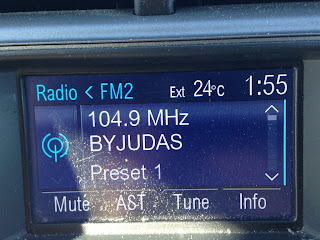 Radio < FM2 Ext 24°c 1:55
104.9 MHz
BYJUDAS
Preset 1
Mute AST Tune Info